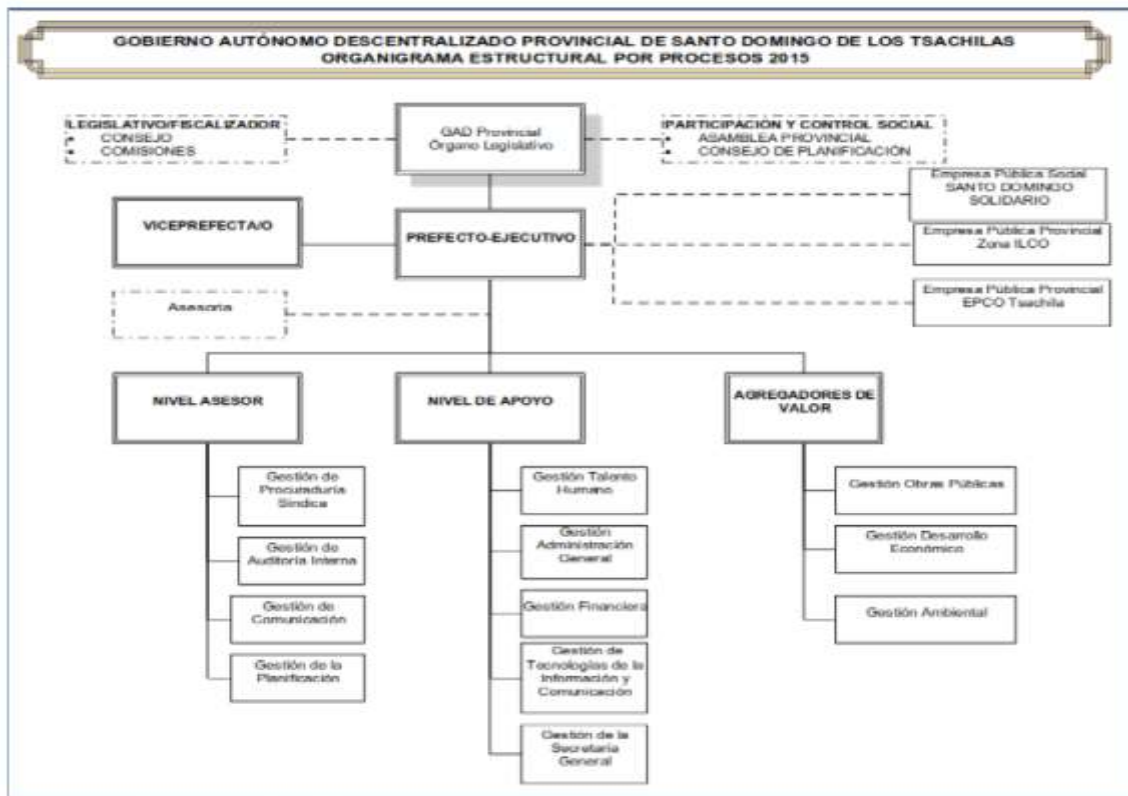 GOBIERNO AUTÓNOMO DESCENTRALIZADO PROVINCIAL DE SANTO DOMINGO DE LOS TSACHILAS
ORGANIGRAMA ESTRUCTURAL POR PROCESOS 2015
LEGISLATIVO/FISCALIZADOR
• CONSEJO
• COMISIONES
GAD Provincial
Órgano Legislativo
PARTICIPACIÓN Y CONTROL SOCIAL
• ASAMBLEA PROVINCIAL
• CONSEJO DE PLANIFICACIÓN
Empresa Pública Social
SANTO DOMINGO
SOLIDARIO
VICEPREFECTA/O
PREFECTO-EJECUTIVO
Empresa Pública Provincial
Zona ILCO
Asesoría
Empresa Pública Provincial
EPCO Tsachila
NIVEL ASESOR
NIVEL DE APOYO
AGREGADORES DE
VALOR
Gestión de
Procuraduría
Síndica
Gestión de
Auditoría Interna
Gestión de
Comunicación
Gestión de la
Planificación
Gestión Talento
Humano
Gestión
Administración
General
Gestión Financiera
Gestión de
Tecnologías de la
Información y
Comunicación
Gestión de la
Secretaría
General
Gestión Obras Públicas
Gestión Desarrollo
Económico
Gestión Ambiental